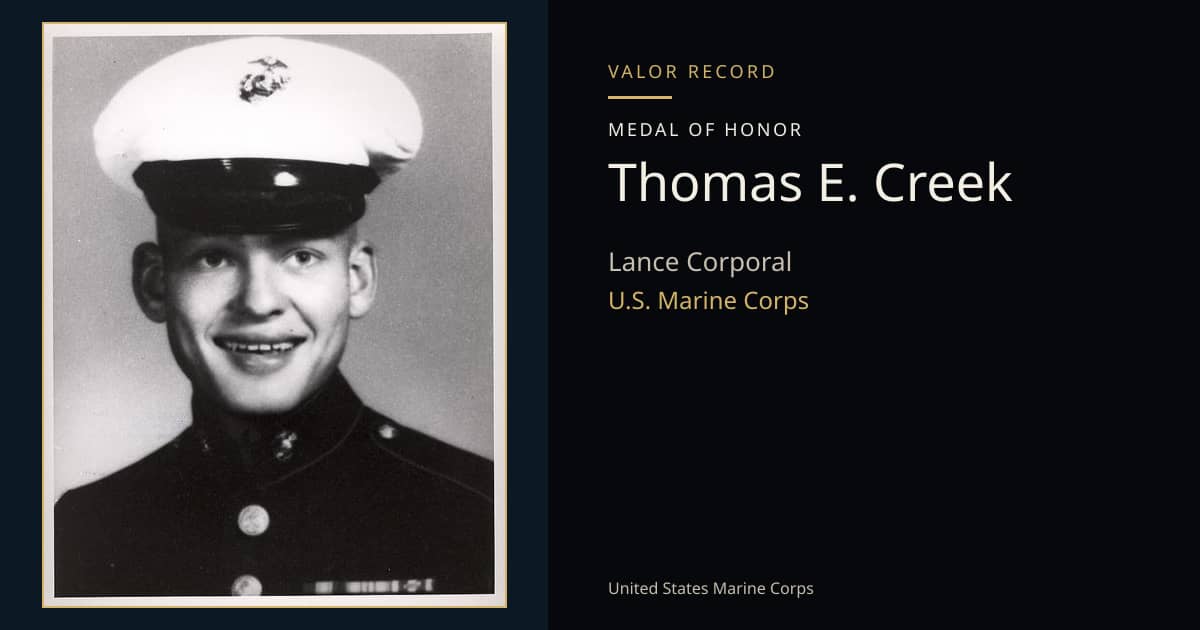 VALOR RECORD
MEDAL OF HONOR
Thomas E. Creek
Lance Corporal
U.S. Marine Corps
United States Marine Corps